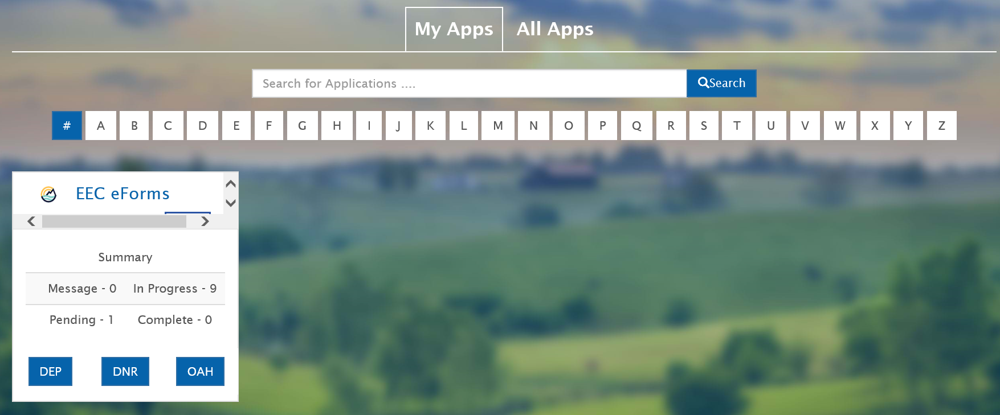 My Apps All Apps
Search for Applications .... Search
# A B C D E F G H I J K L M N O P Q R S T U V W X Y Z
EEC eForms
Summary
Message - 0 In Progress - 9
Pending - 1 Complete - 0
DEP DNR OAH